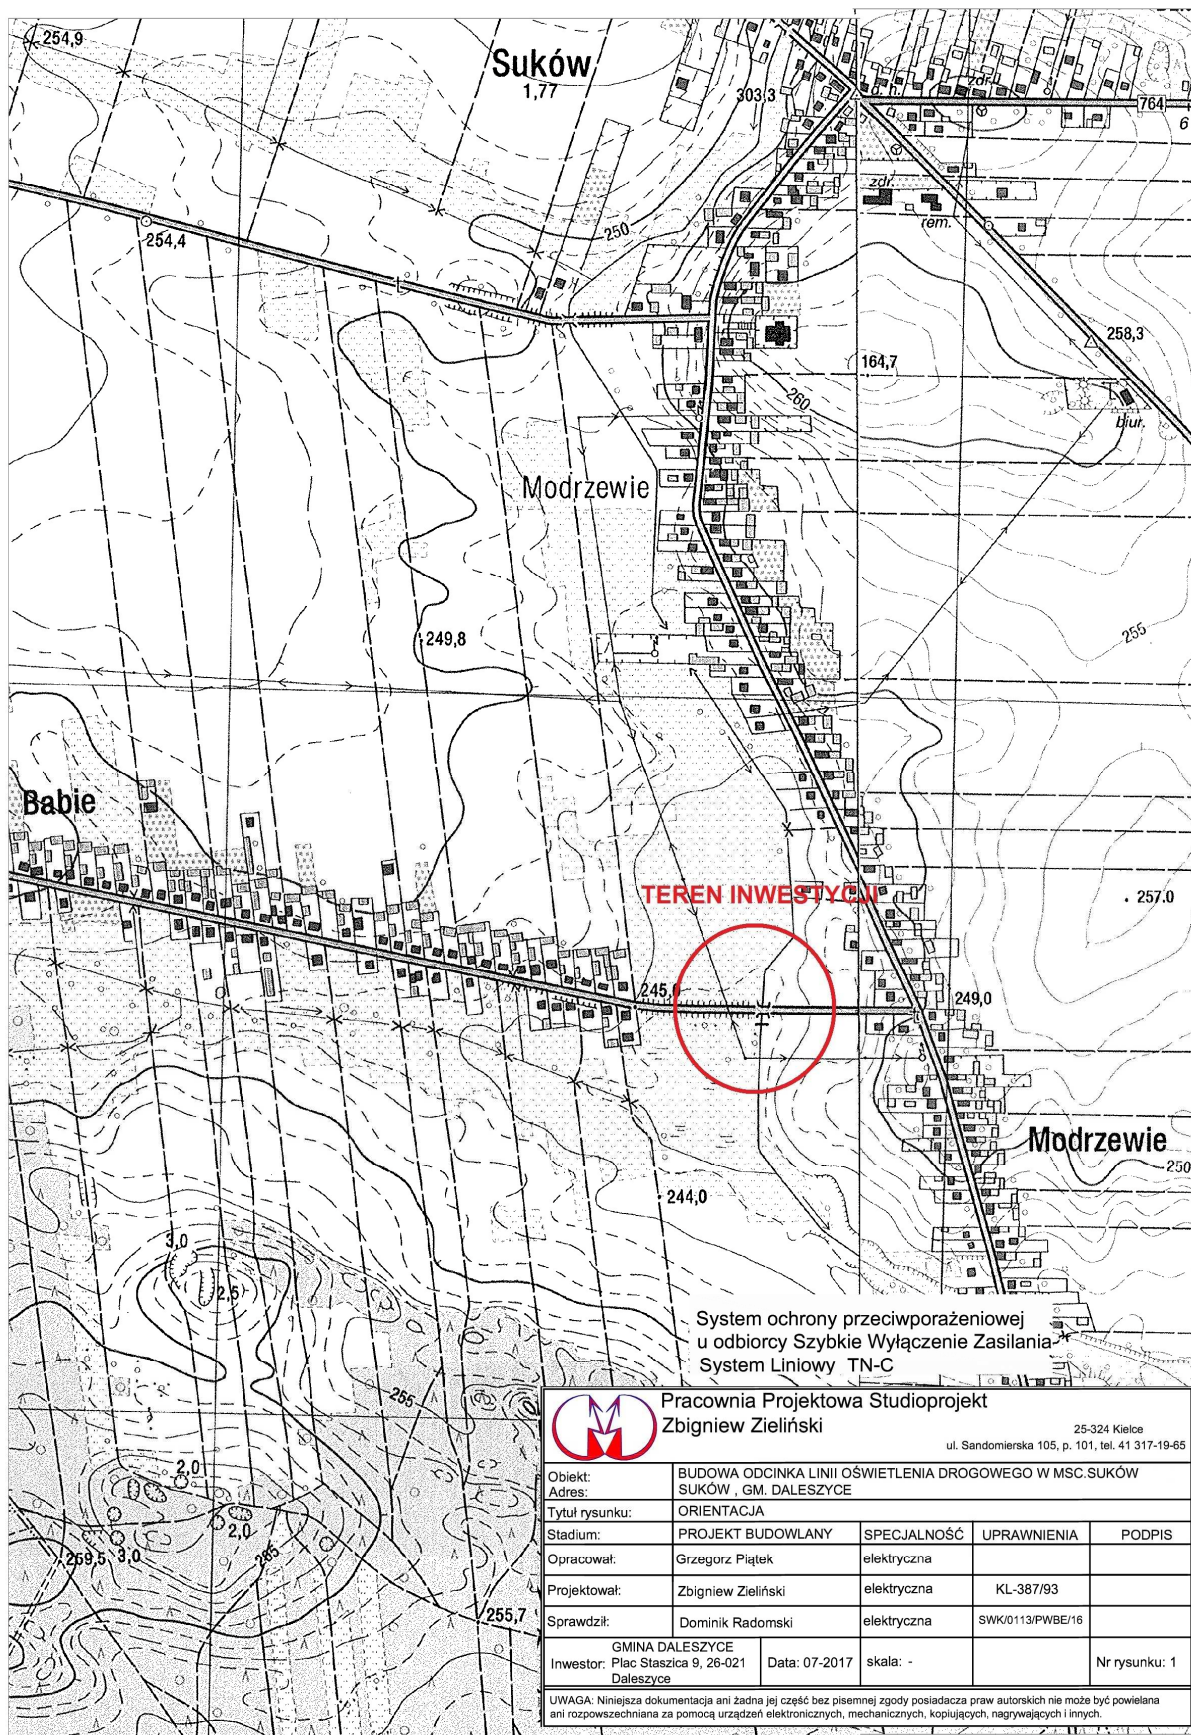 254,9
Suków
1,77
303,3
zdr.
g. h.
764
6
254,4
250
zdr.
rem.
258,3
164,7
260
biur.
Modrzewie
249,8
255
Babie
TEREN INWESTYCJI
257.0
245,0
249,0
Modrzewie
250
244,0
3,0
2,5
System ochrony przeciwporażeniowej
u odbiorcy Szybkie Wyłączenie Zasilania
System Liniowy TN-C
255
2,0
2,0
259,5
3,0
265
255,7
Pracownia Projektowa Studioprojekt
Zbigniew Zieliński
25-324 Kielce
ul. Sandomierska 105, p. 101, tel. 41 317-19-65
Obiekt: BUDOWA ODCINKA LINII OŚWIETLENIA DROGOWEGO W MSC.SUKÓW
Adres: SUKÓW , GM. DALESZYCE
Tytuł rysunku: ORIENTACJA
Stadium: PROJEKT BUDOWLANY SPECJALNOŚĆ UPRAWNIENIA PODPIS
Opracował: Grzegorz Piątek elektryczna
Projektował: Zbigniew Zieliński elektryczna KL-387/93
Sprawdził: Dominik Radomski elektryczna SWK/0113/PWBE/16
GMINA DALESZYCE
Inwestor: Plac Staszica 9, 26-021 Data: 07-2017 skala: - Nr rysunku: 1
Daleszyce
UWAGA: Niniejsza dokumentacja ani żadna jej część bez pisemnej zgody posiadacza praw autorskich nie może być powielana
ani rozpowszechniana za pomocą urządzeń elektronicznych, mechanicznych, kopiujących, nagrywających i innych.